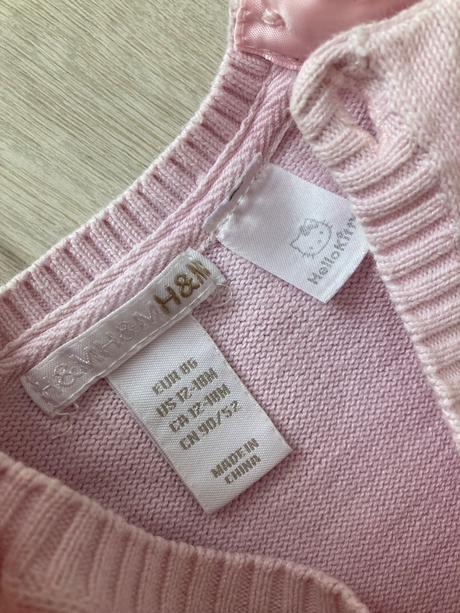 H&M H&M H&M
Hello Kitty
EUR 86
US 12-18M
CA 12-18M
CN 90/52
MADE IN
CHINA